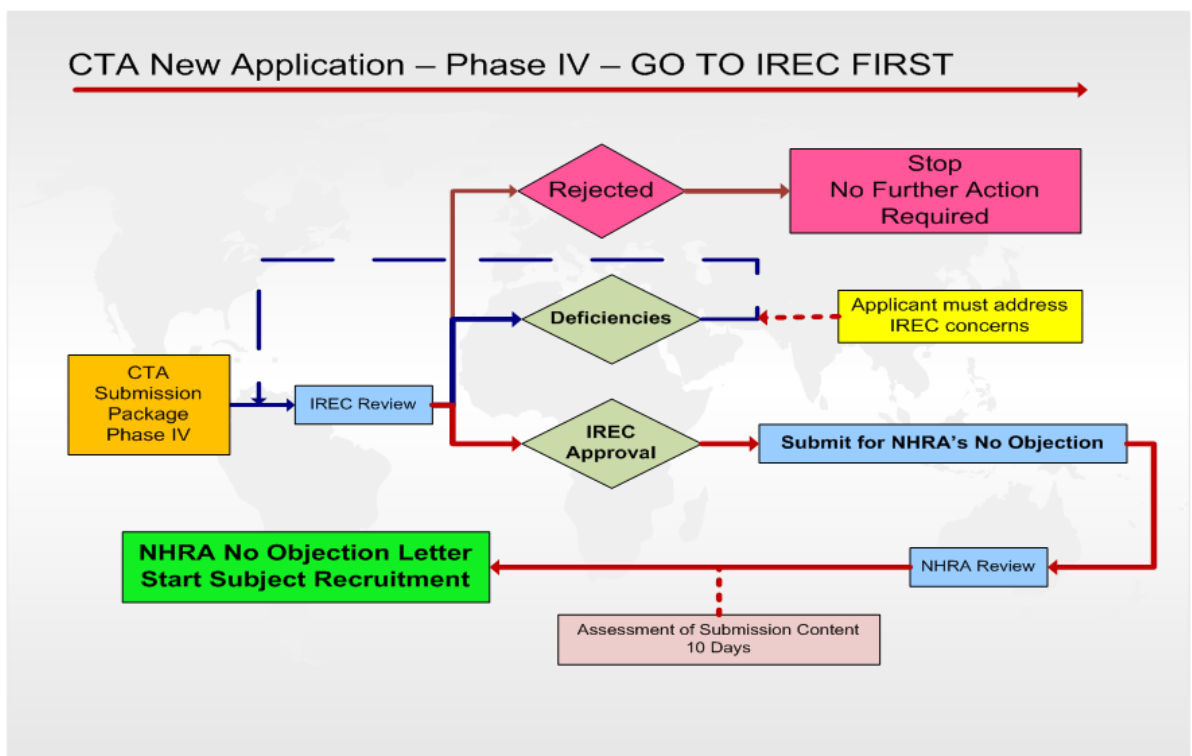 CTA New Application – Phase IV – GO TO IREC FIRST
Rejected
Stop
No Further Action
Required
Deficiencies
Applicant must address
IREC concerns
CTA
Submission
Package
Phase IV
IREC Review
IREC
Approval
Submit for NHRA's No Objection
NHRA No Objection Letter
Start Subject Recruitment
NHRA Review
Assessment of Submission Content
10 Days